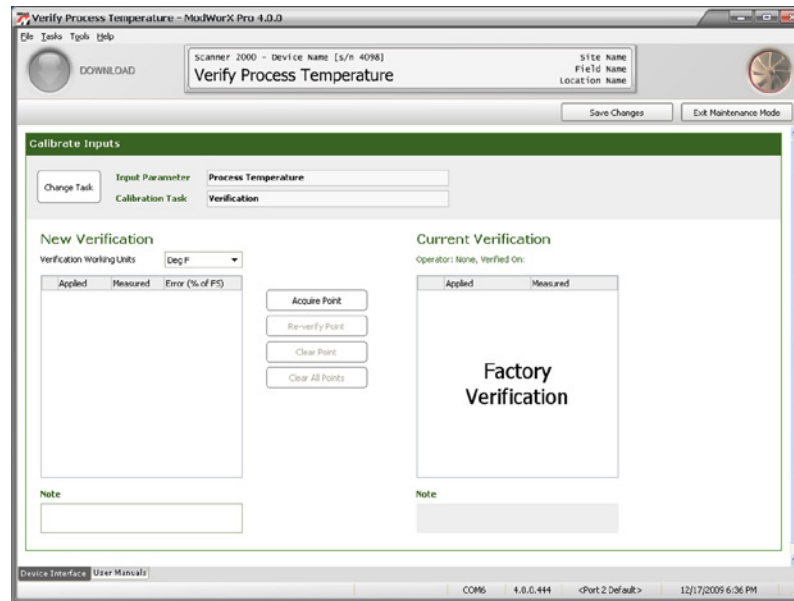 Verify Process Temperature - ModWorX Pro 4.0.0
File Tasks Tools Help
DOWNLOAD
Scanner 2000 - Device Name [s/n 4098]
Verify Process Temperature
Site Name
Field Name
Location Name
Save Changes
Exit Maintenance Mode
Calibrate Inputs
Change Task
Input Parameter Process Temperature
Calibration Task Verification
New Verification
Verification Working Units Deg F
Applied Measured Error (% of FS)
Acquire Point
Re-verify Point
Clear Point
Clear All Points
Note
Current Verification
Operator: None, Verified On:
Applied Measured
Factory
Verification
Note
Device Interface User Manuals
COM6 4.0.0.444 <Port 2 Default> 12/17/2009 6:36 PM